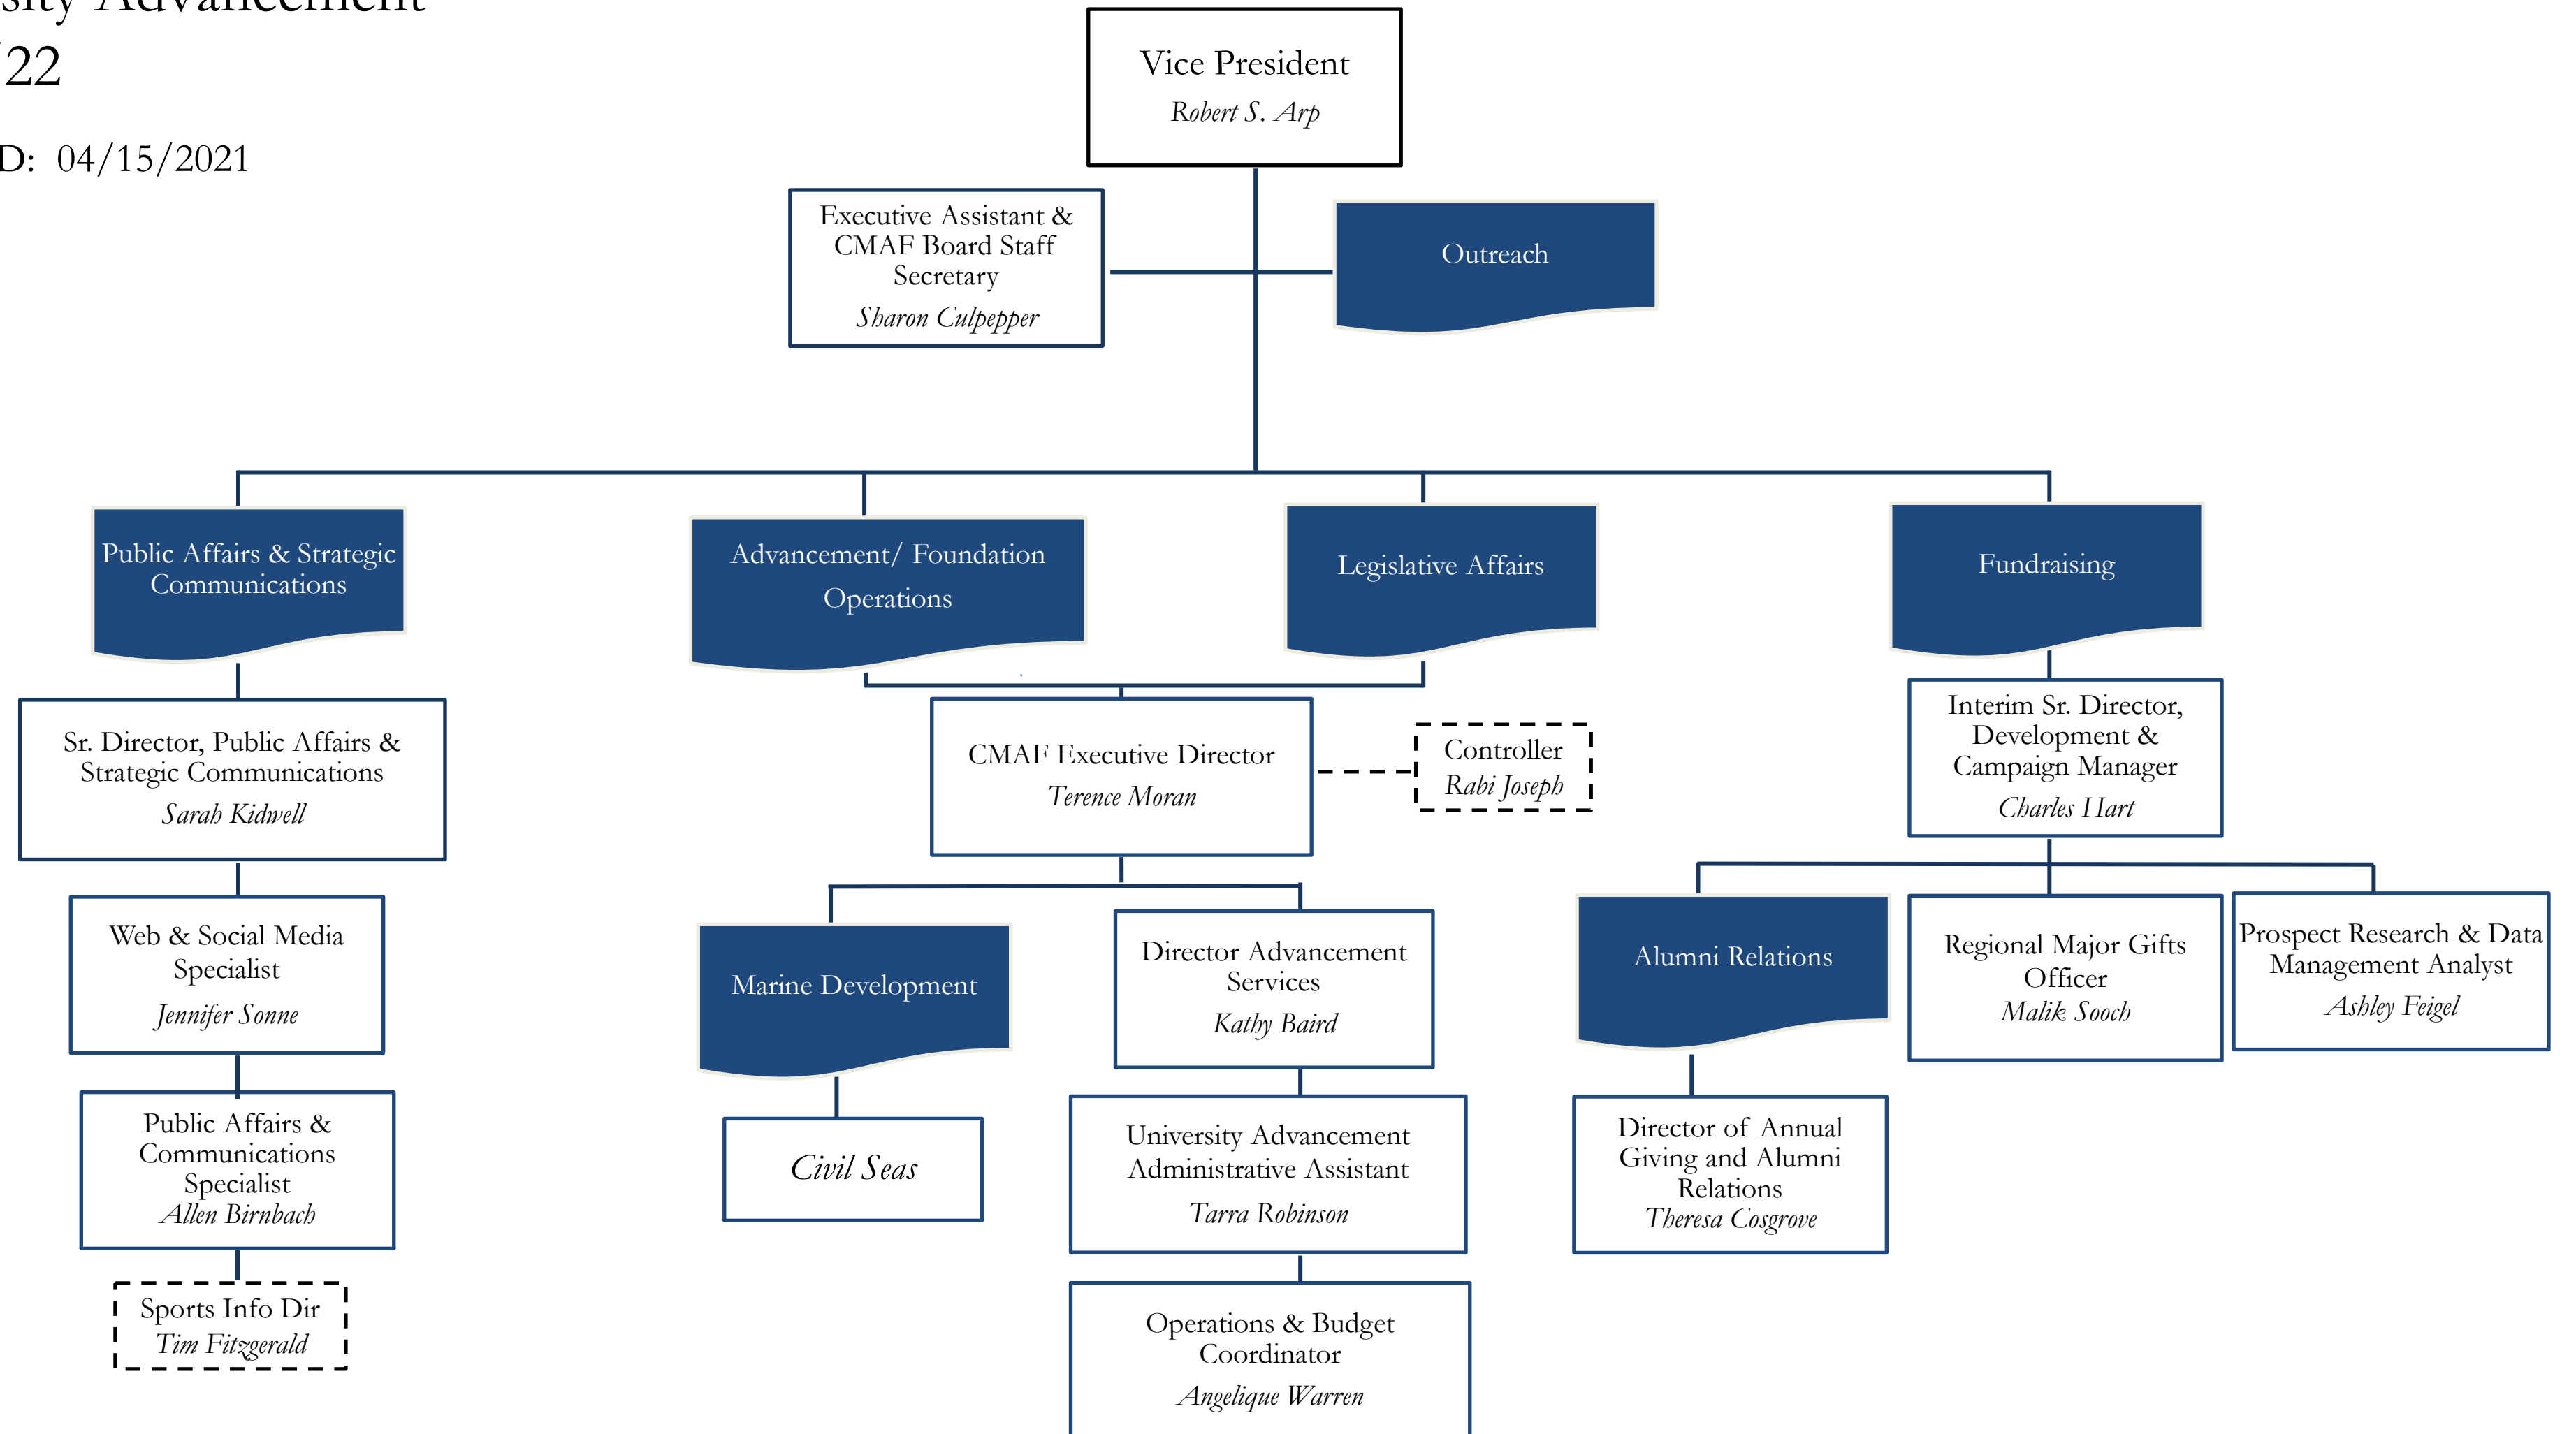 sity Advancement
/22
D: 04/15/2021
Vice President
Robert S. Arp
Executive Assistant &
CMAF Board Staff
Secretary
Sharon Culpepper
Outreach
Public Affairs & Strategic
Communications
Advancement/ Foundation
Operations
Legislative Affairs
Fundraising
Sr. Director, Public Affairs &
Strategic Communications
Sarah Kidwell
CMAF Executive Director
Terence Moran
Controller
Rabi Joseph
Interim Sr. Director,
Development &
Campaign Manager
Charles Hart
Web & Social Media
Specialist
Jennifer Sonne
Marine Development
Director Advancement
Services
Kathy Baird
Alumni Relations
Regional Major Gifts
Officer
Malik Sooch
Prospect Research & Data
Management Analyst
Ashley Feigel
Public Affairs &
Communications
Specialist
Allen Birnbach
Civil Seas
University Advancement
Administrative Assistant
Tarra Robinson
Director of Annual
Giving and Alumni
Relations
Theresa Cosgrove
Sports Info Dir
Tim Fitzgerald
Operations & Budget
Coordinator
Angelique Warren